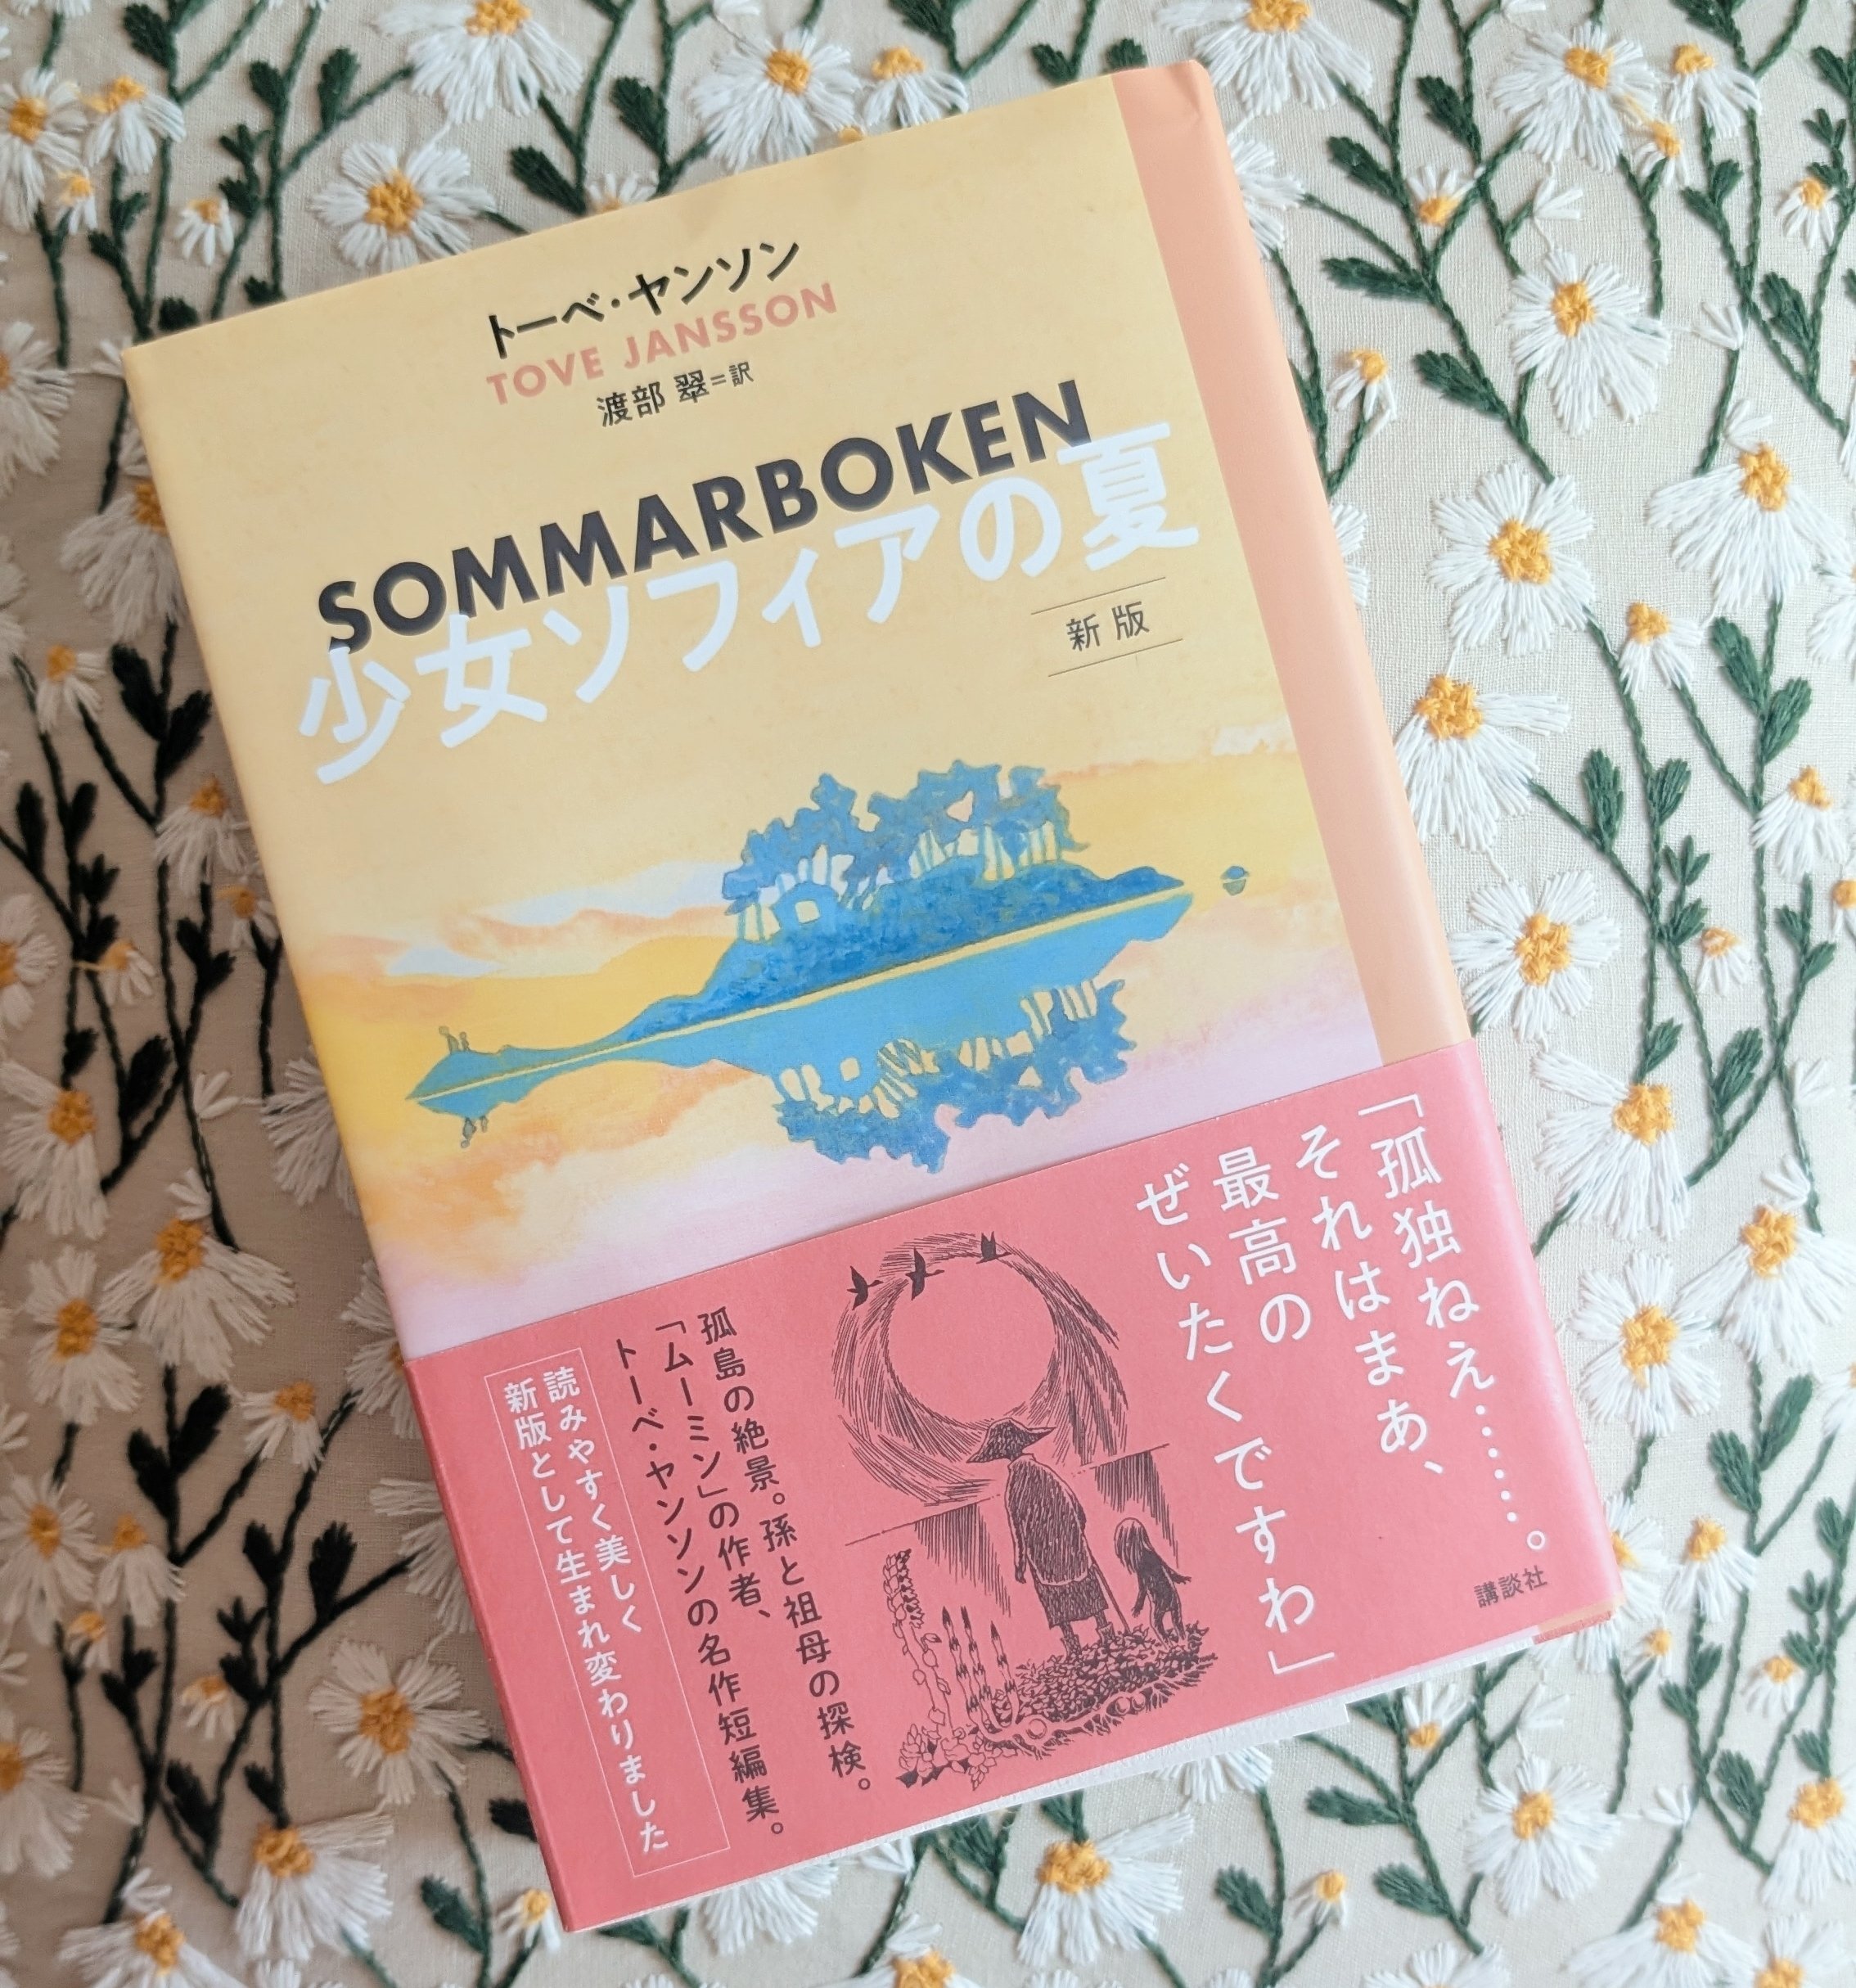 トーベ・ヤンソン
TOVE JANSSON
渡部 翠=訳
SOMMARBOKEN
少女ソフィアの夏
新版
「孤独ねえ………。
それはまあ、
最高の
ぜいたくですわ」
孤島の絶景。孫と祖母の探検。
「ムーミン」の作者、
トーベ・ヤンソンの名作短編集。
読みやすく美しく
新版として生まれ変わりました
講談社